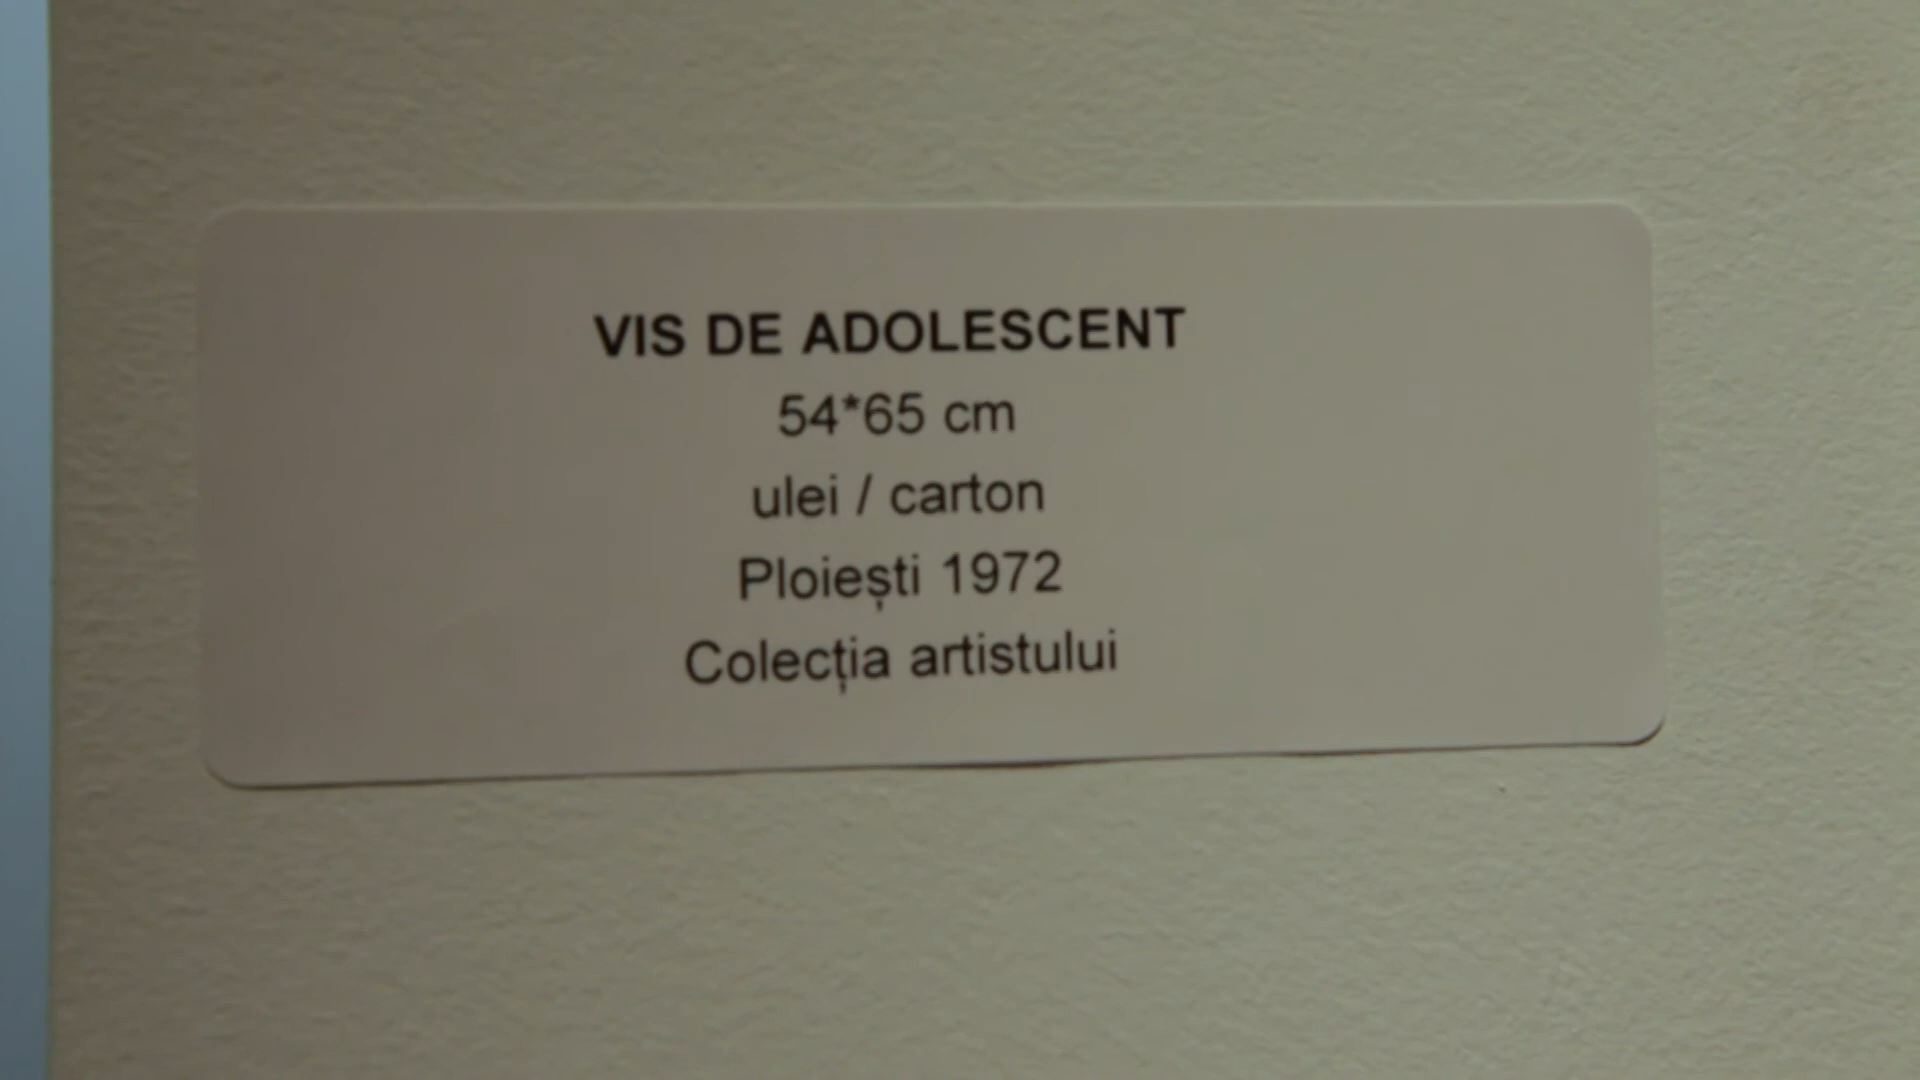 VIS DE ADOLESCENT
54*65 cm
ulei / carton
Ploiești 1972
Colecția artistului